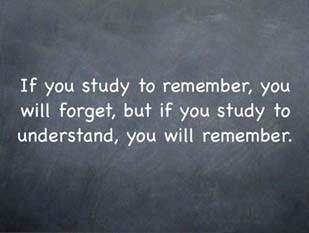 If you study to remember, you
will forget, but if you study to
understand, you will remember.